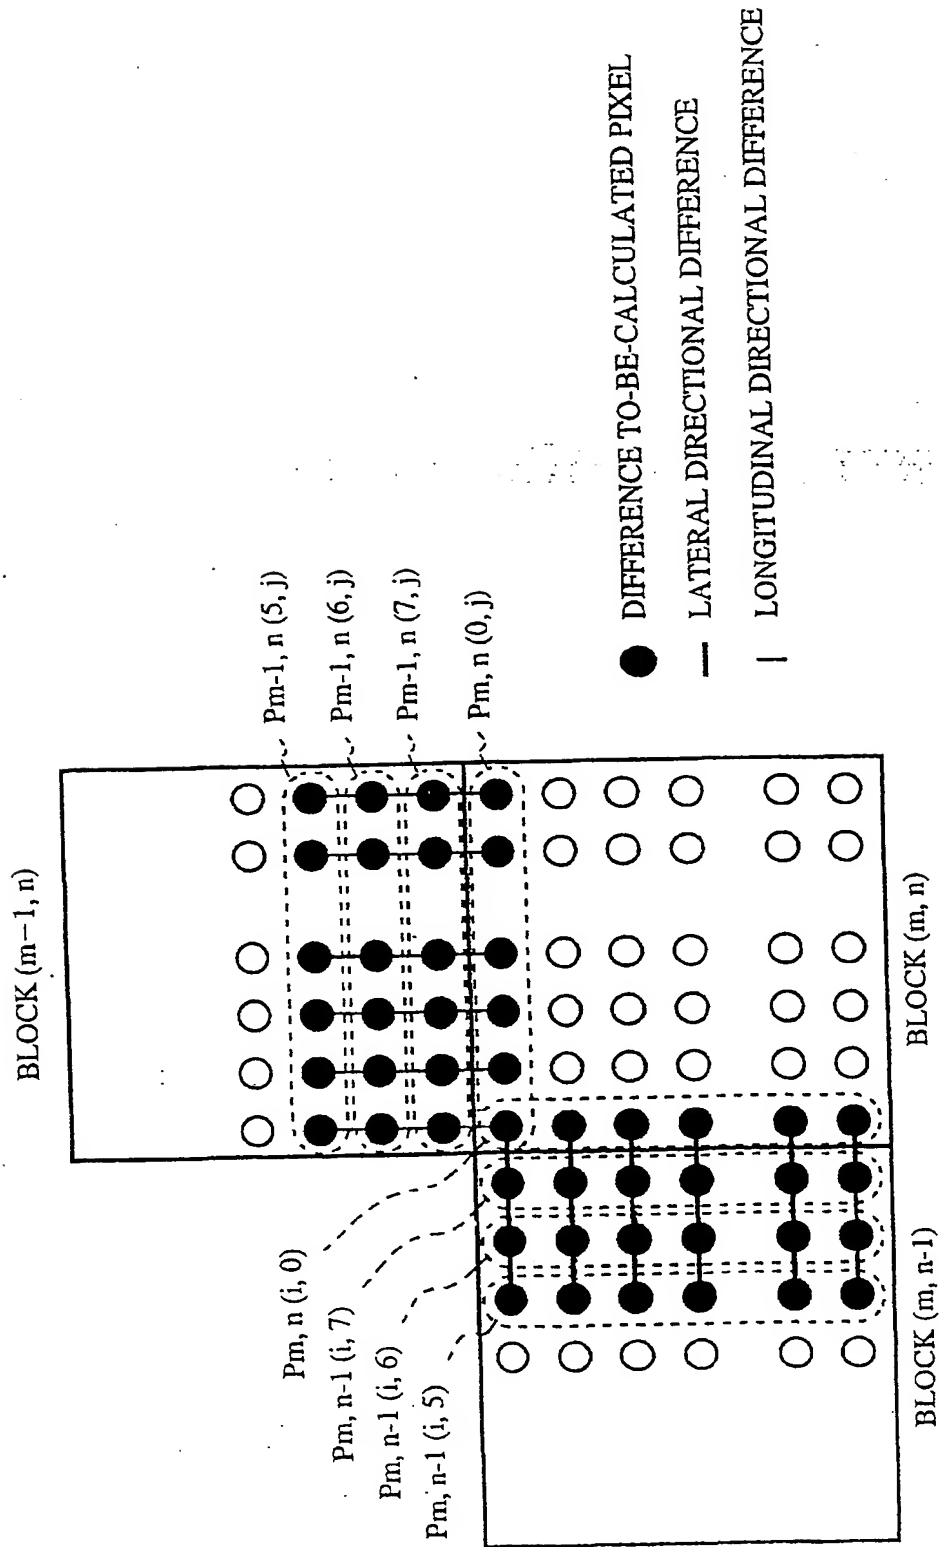 BLOCK (m−1, n)
Pm-1, n (5, j)
Pm-1, n (6, j)
Pm-1, n (7, j)
Pm, n (0, j)
Pm, n (i, 0)
Pm, n-1 (i, 7)
Pm, n-1 (i, 6)
Pm, n-1 (i, 5)
BLOCK (m, n-1)
BLOCK (m, n)
DIFFERENCE TO-BE-CALCULATED PIXEL
LATERAL DIRECTIONAL DIFFERENCE
LONGITUDINAL DIRECTIONAL DIFFERENCE